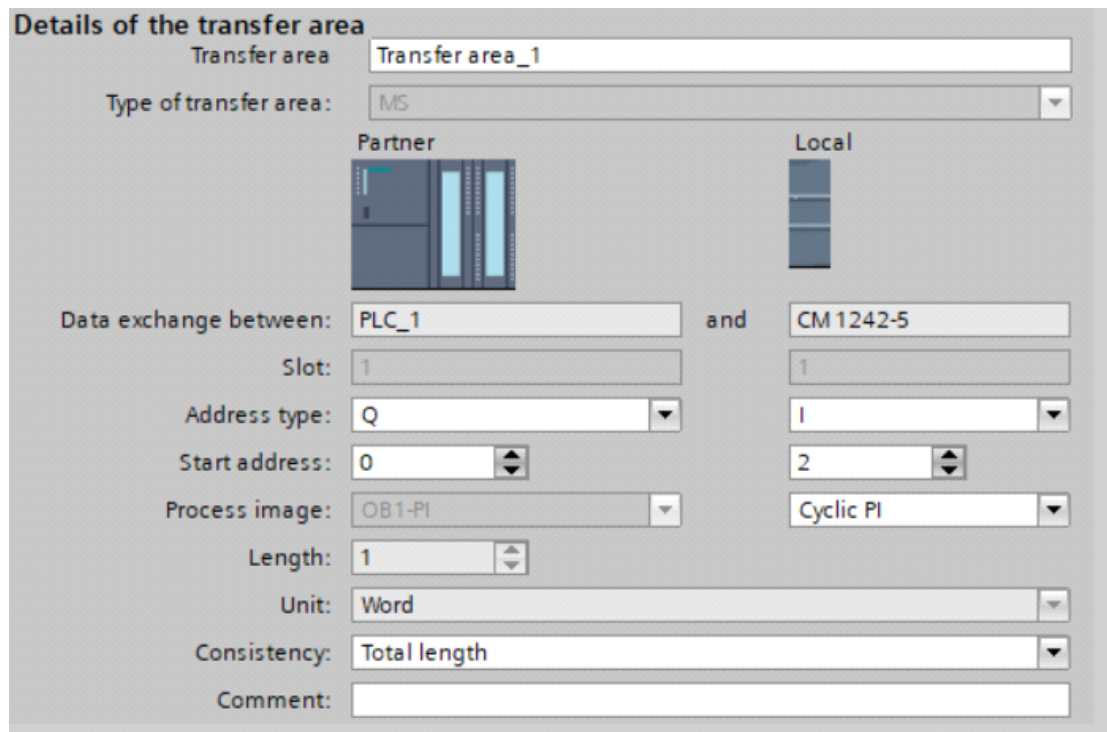 Details of the transfer area
Transfer area Transfer area_1
Type of transfer area: MS
Partner Local
Data exchange between: PLC_1 and CM 1242-5
Slot: 1 1
Address type: Q I
Start address: 0 2
Process image: OB1-PI Cyclic PI
Length: 1
Unit: Word
Consistency: Total length
Comment: